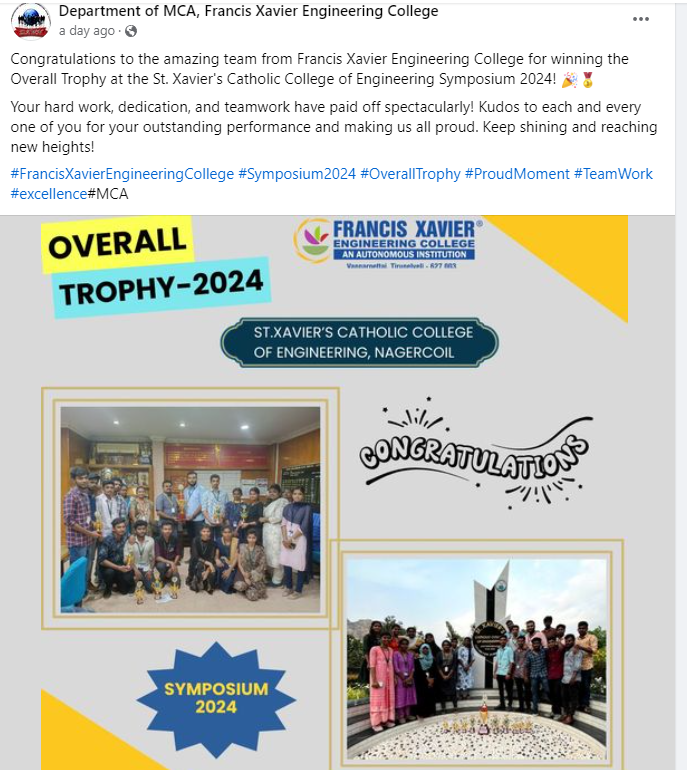 Department of MCA, Francis Xavier Engineering College
a day ago ·
Congratulations to the amazing team from Francis Xavier Engineering College for winning the
Overall Trophy at the St. Xavier's Catholic College of Engineering Symposium 2024! 🎉🏅
Your hard work, dedication, and teamwork have paid off spectacularly! Kudos to each and every
one of you for your outstanding performance and making us all proud. Keep shining and reaching
new heights!
#FrancisXavierEngineeringCollege #Symposium2024 #OverallTrophy #ProudMoment #TeamWork
#excellence#MCA
OVERALL
TROPHY-2024
FRANCIS XAVIER®
ENGINEERING COLLEGE
AN AUTONOMOUS INSTITUTION
Vannarpettai, Tirunelveli - 627 003
ST.XAVIER'S CATHOLIC COLLEGE
OF ENGINEERING, NAGERCOIL
CONGRATULATIONS
SYMPOSIUM
2024